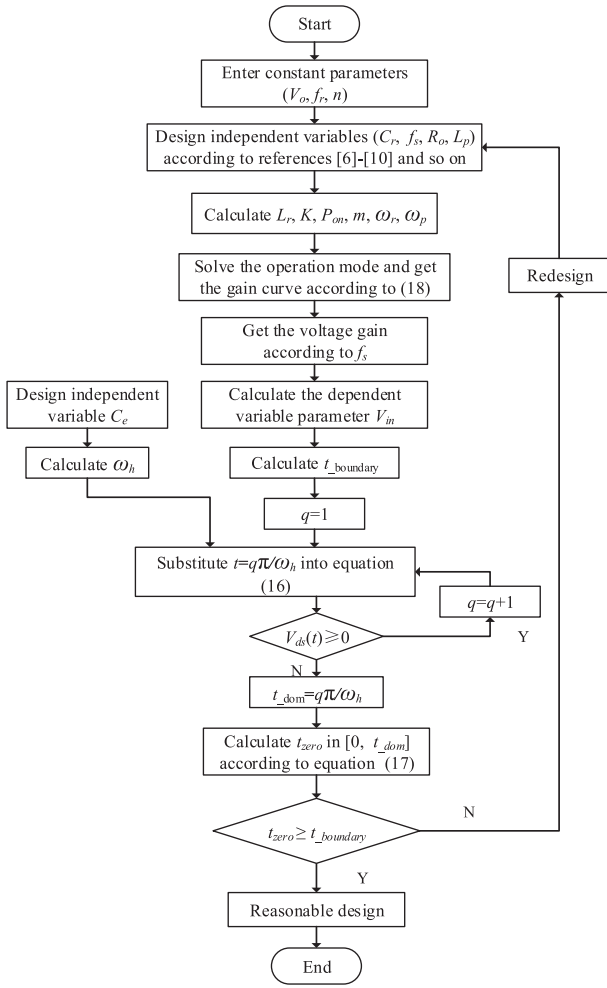 Start
Enter constant parameters
(Vo, fr, n)
Design independent variables (Cr, fs, Ro, Lp)
according to references [6]-[10] and so on
Calculate Lr, K, Pon, m, ωr, ωp
Solve the operation mode and get
the gain curve according to (18)
Redesign
Get the voltage gain
according to fs
Design independent
variable Ce
Calculate the dependent
variable parameter Vin
Calculate ωh
Calculate t_boundary
q=1
Substitute t=qπ/ωh into equation
(16)
q=q+1
Vds(t)≥0
Y
N
t_dom=qπ/ωh
Calculate tzero in [0, t_dom]
according to equation (17)
N
tzero ≥ t_boundary
Y
Reasonable design
End